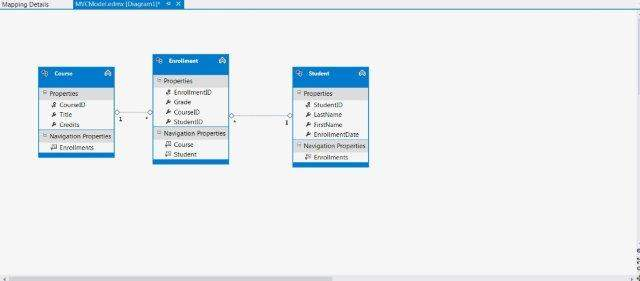 Mapping Details
MVCModel.edmx [Diagram1]*
Course
Properties
CourseID
Title
Credits
Navigation Properties
Enrollments
1
*
Enrollment
Properties
EnrollmentID
Grade
CourseID
StudentID
Navigation Properties
Course
Student
*
1
Student
Properties
StudentID
LastName
FirstName
EnrollmentDate
Navigation Properties
Enrollments